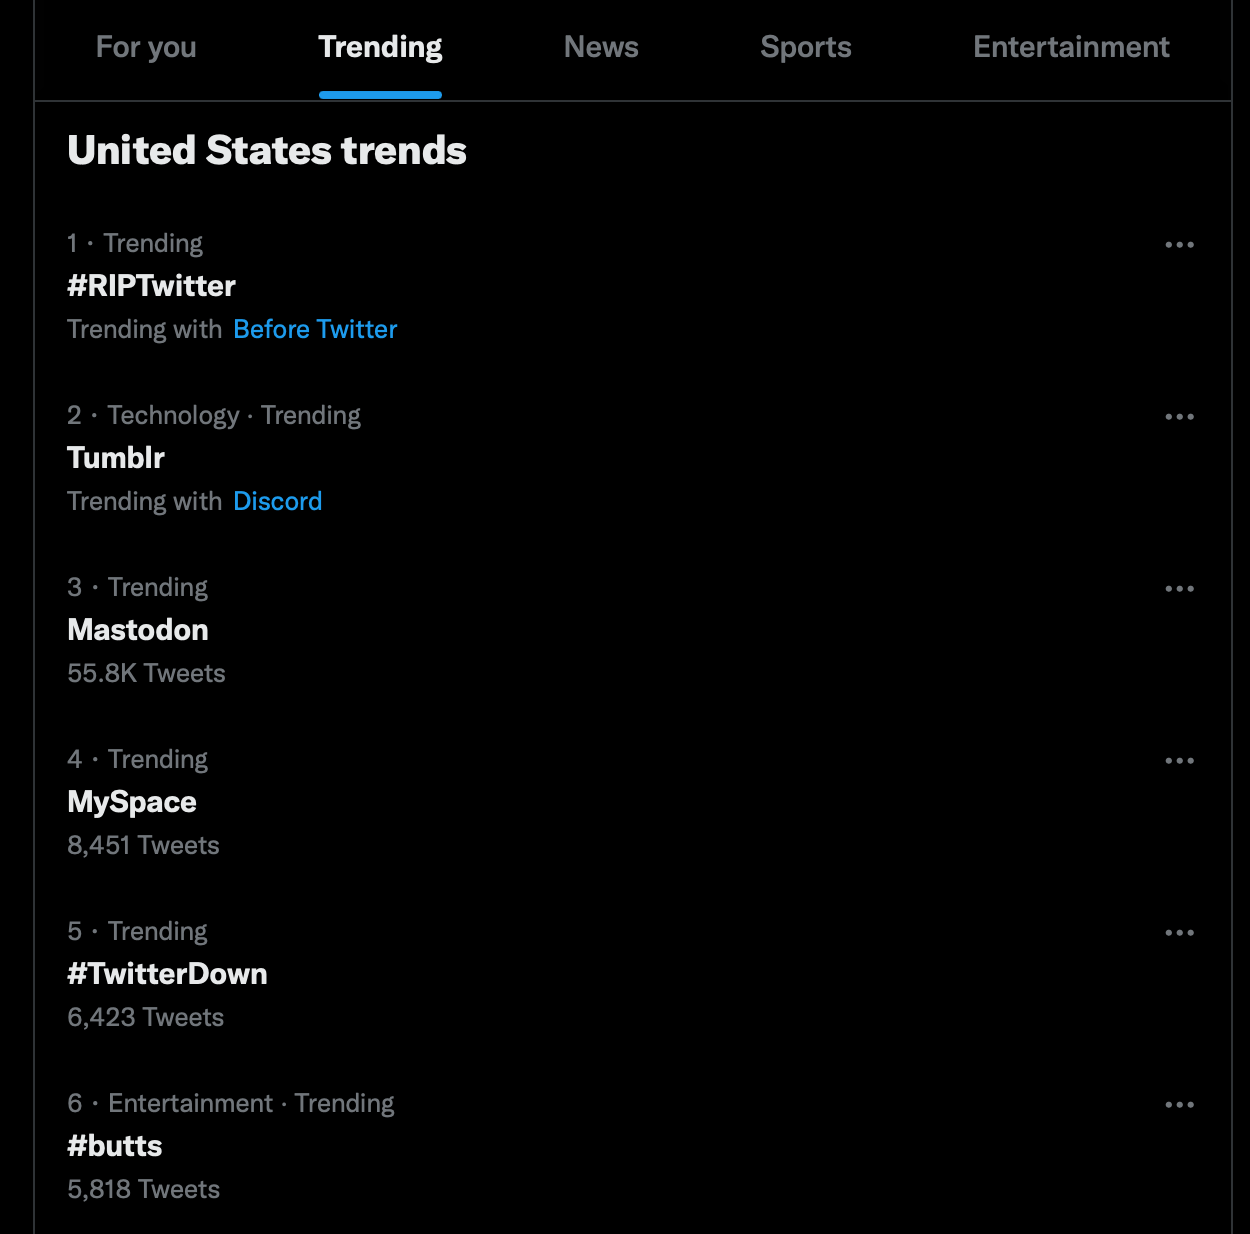 For you Trending News Sports Entertainment
United States trends
1 · Trending
#RIPTwitter
Trending with Before Twitter
2 · Technology · Trending
Tumblr
Trending with Discord
3 · Trending
Mastodon
55.8K Tweets
4 · Trending
MySpace
8,451 Tweets
5 · Trending
#TwitterDown
6,423 Tweets
6 · Entertainment · Trending
#butts
5,818 Tweets